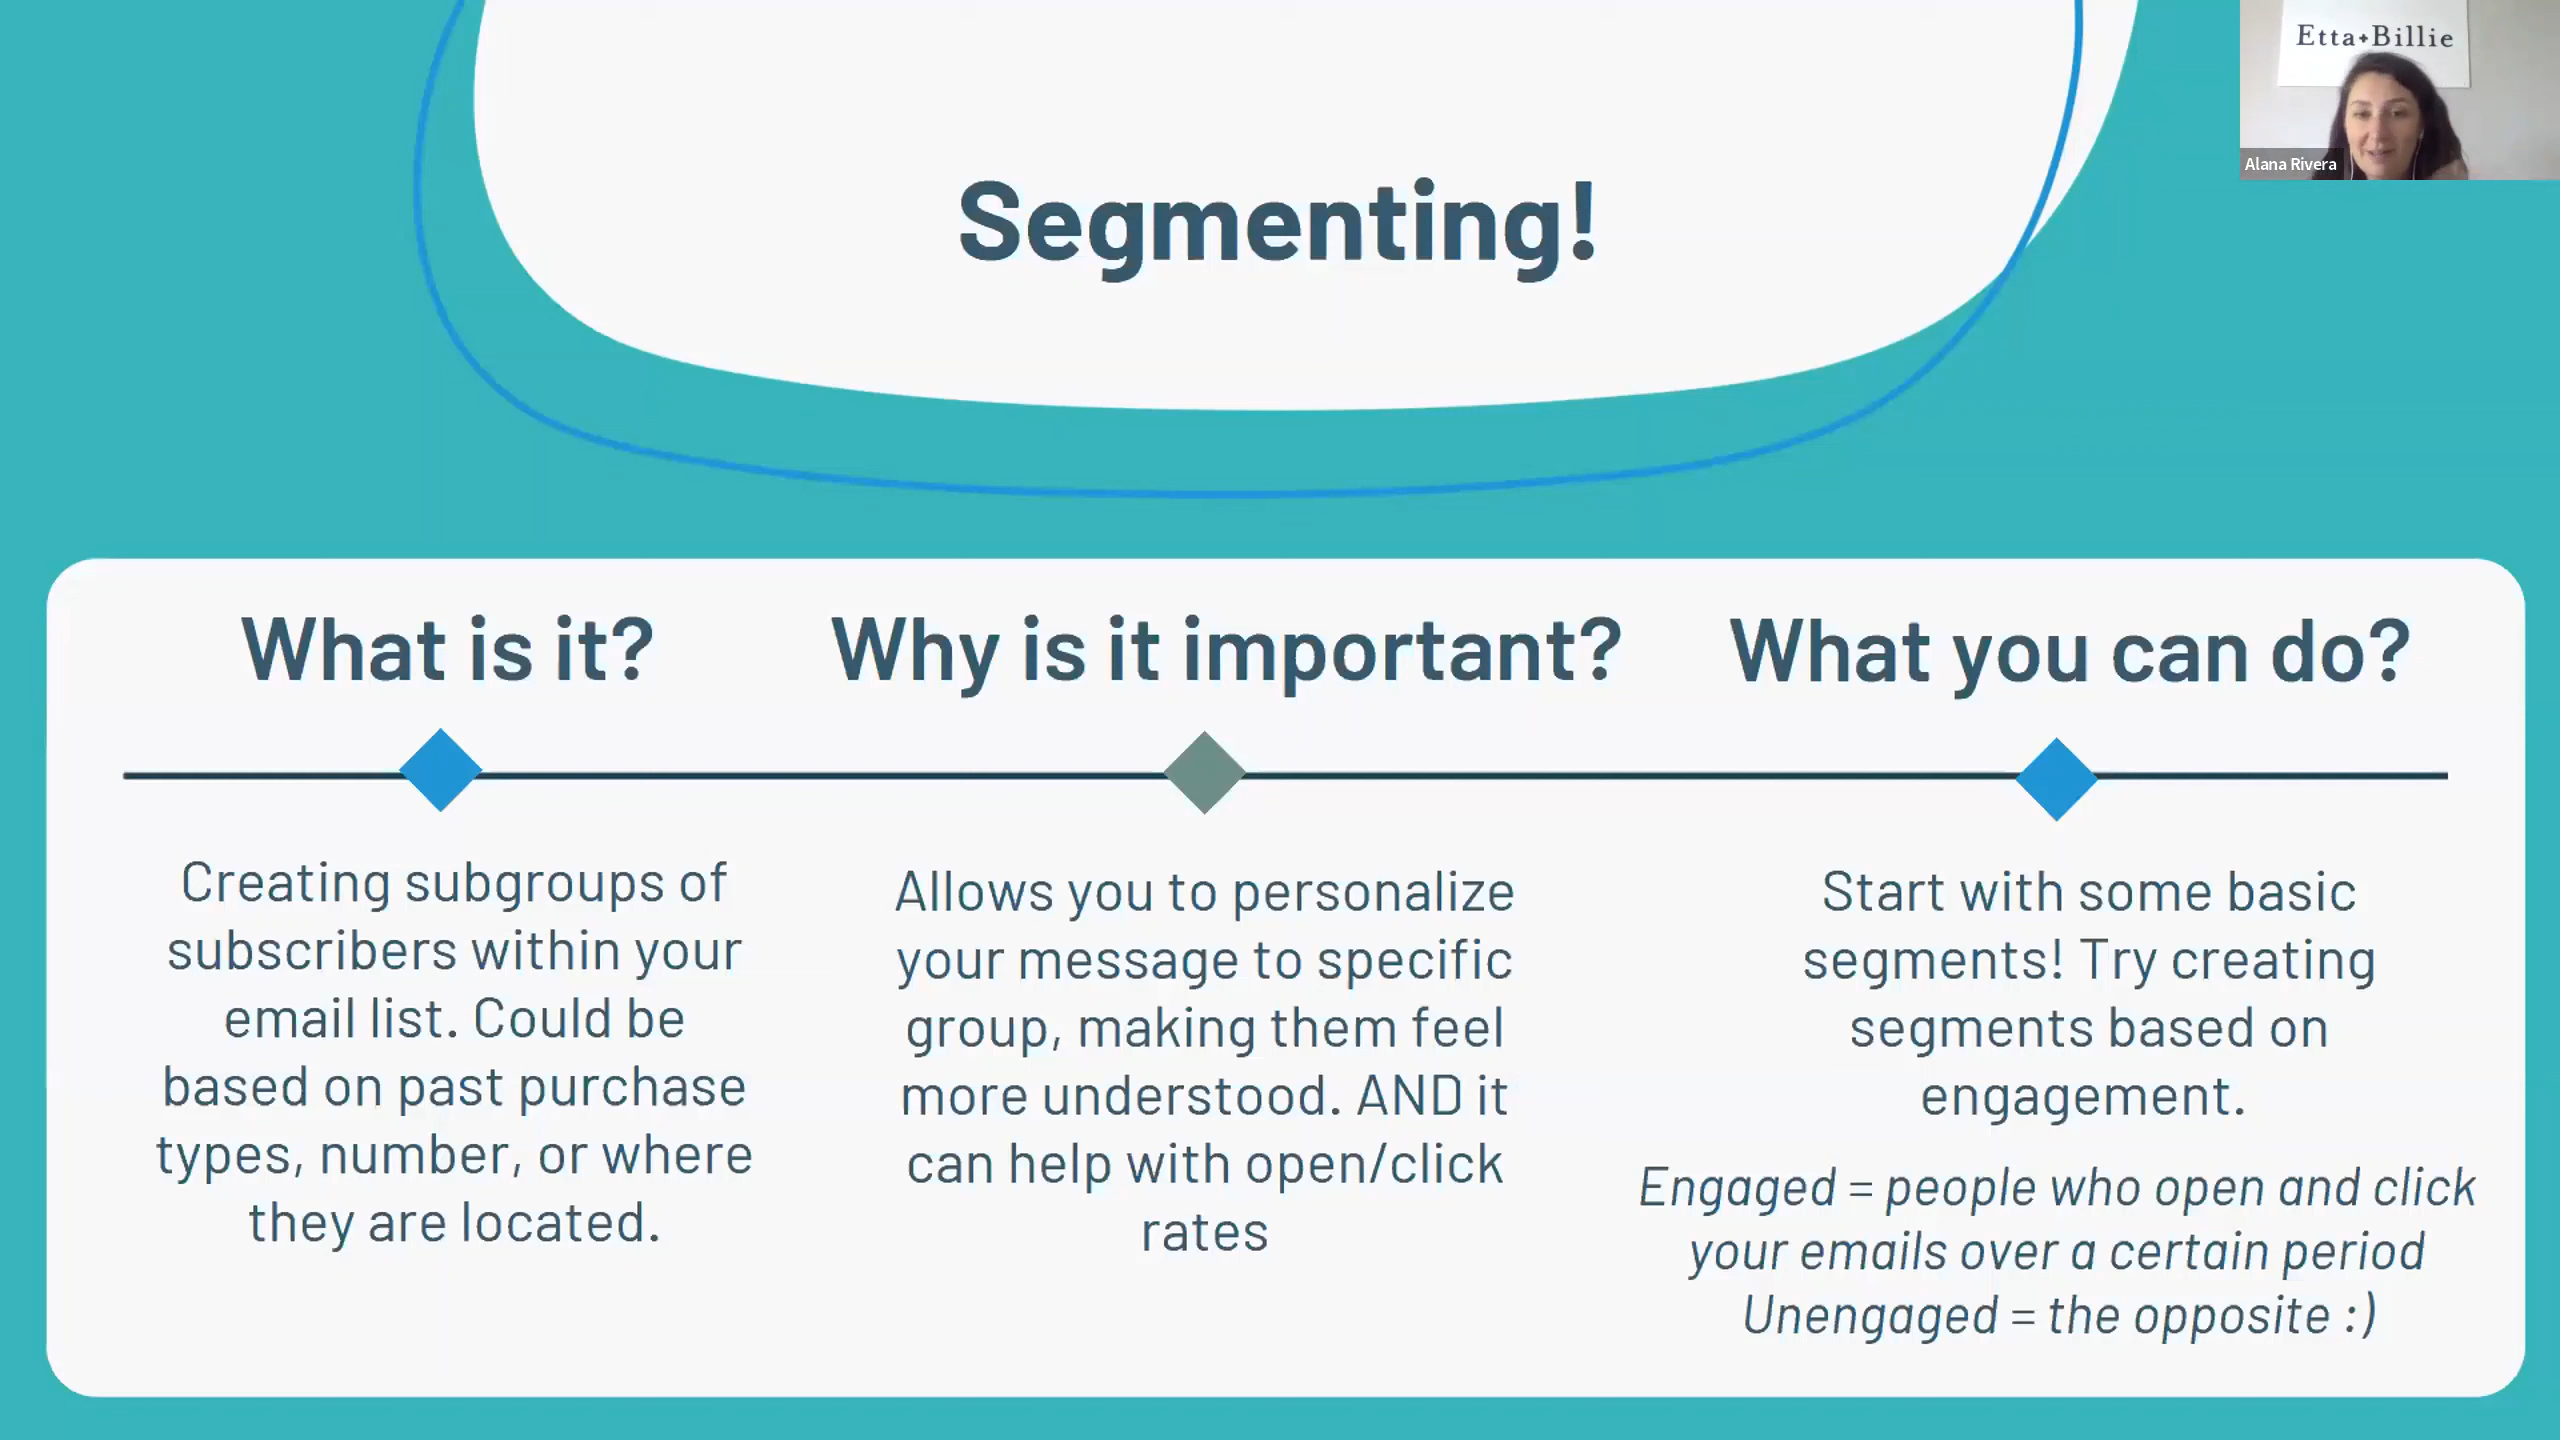 Etta+Billie
Alana Rivera
Segmenting!
What is it?
Creating subgroups of
subscribers within your
email list. Could be
based on past purchase
types, number, or where
they are located.
Why is it important?
Allows you to personalize
your message to specific
group, making them feel
more understood. AND it
can help with open/click
rates
What you can do?
Start with some basic
segments! Try creating
segments based on
engagement.
Engaged = people who open and click
your emails over a certain period
Unengaged = the opposite :)